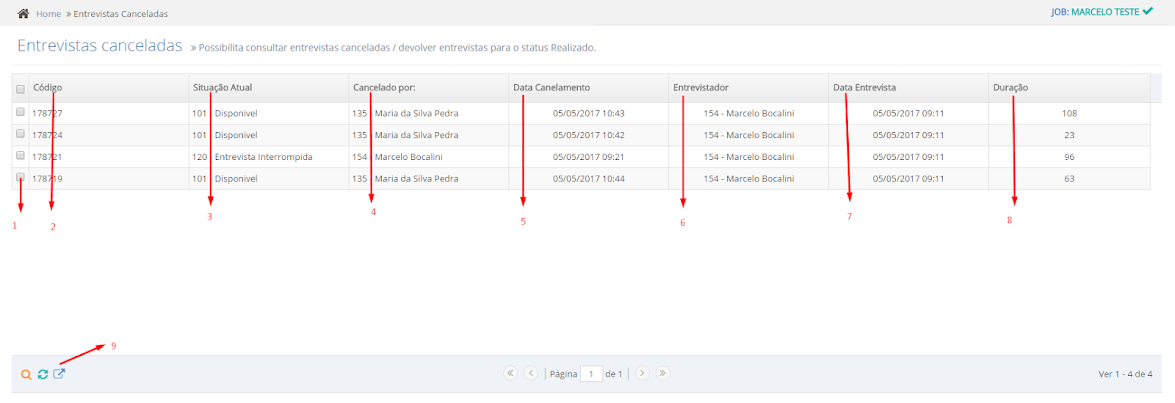 Home » Entrevistas Canceladas JOB: MARCELO TESTE
Entrevistas canceladas » Possibilita consultar entrevistas canceladas / devolver entrevistas para o status Realizado.
Código Situação Atual Cancelado por: Data Canelamento Entrevistador Data Entrevista Duração
178727 101 - Disponivel 135 - Maria da Silva Pedra 05/05/2017 10:43 154 - Marcelo Bocalini 05/05/2017 09:11 108
178724 101 - Disponivel 135 - Maria da Silva Pedra 05/05/2017 10:42 154 - Marcelo Bocalini 05/05/2017 09:11 23
178721 120 - Entrevista Interrompida 154 - Marcelo Bocalini 05/05/2017 09:21 154 - Marcelo Bocalini 05/05/2017 09:11 96
178719 101 - Disponivel 135 - Maria da Silva Pedra 05/05/2017 10:44 154 - Marcelo Bocalini 05/05/2017 09:11 63
1 2 3 4 5 6 7 8
9
Página 1 de 1 Ver 1 - 4 de 4